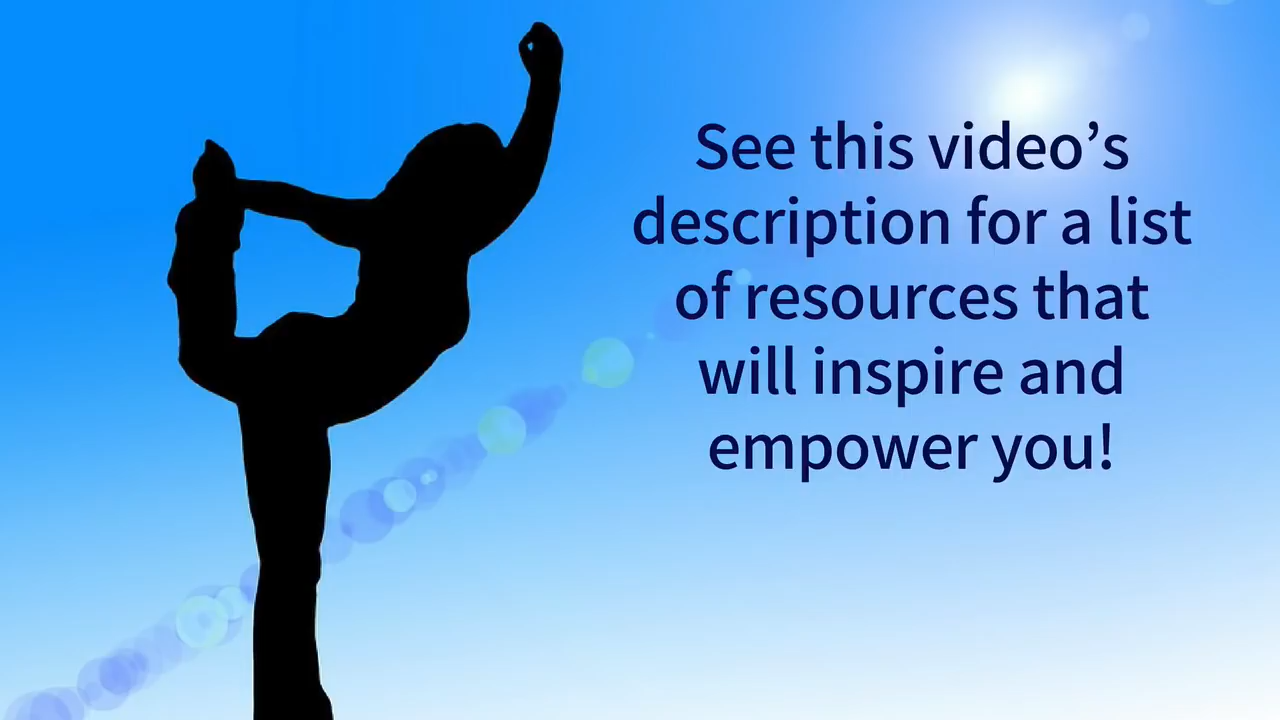 See this video’s
description for a list
of resources that
will inspire and
empower you!